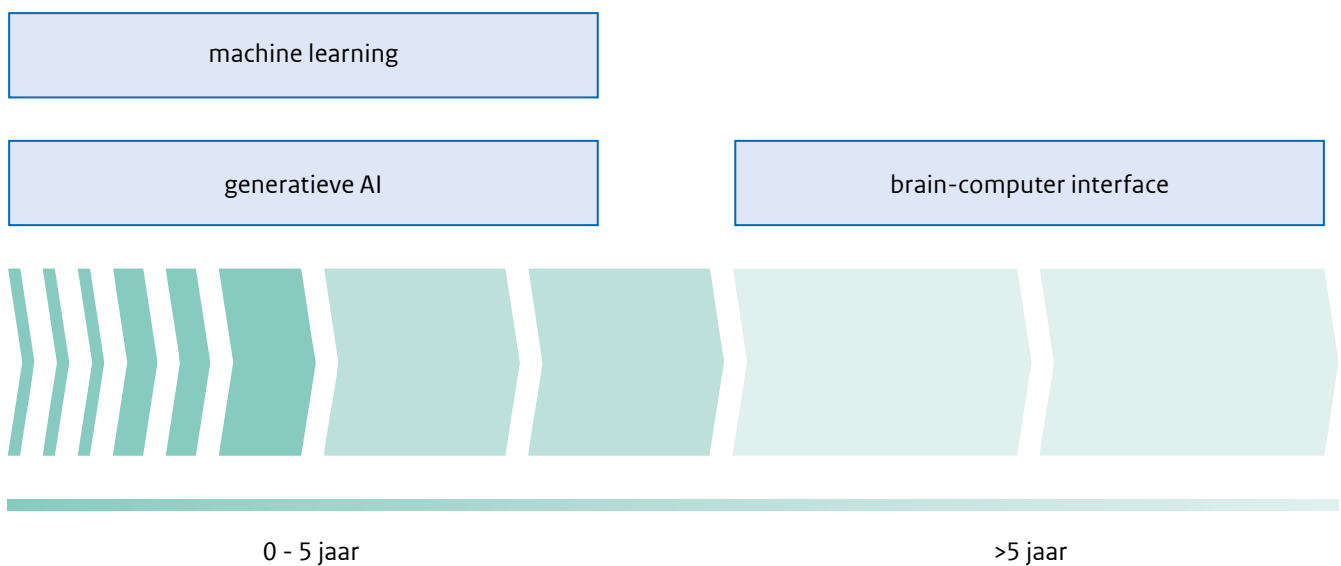 machine learning
generatieve AI
brain-computer interface
0 - 5 jaar
>5 jaar